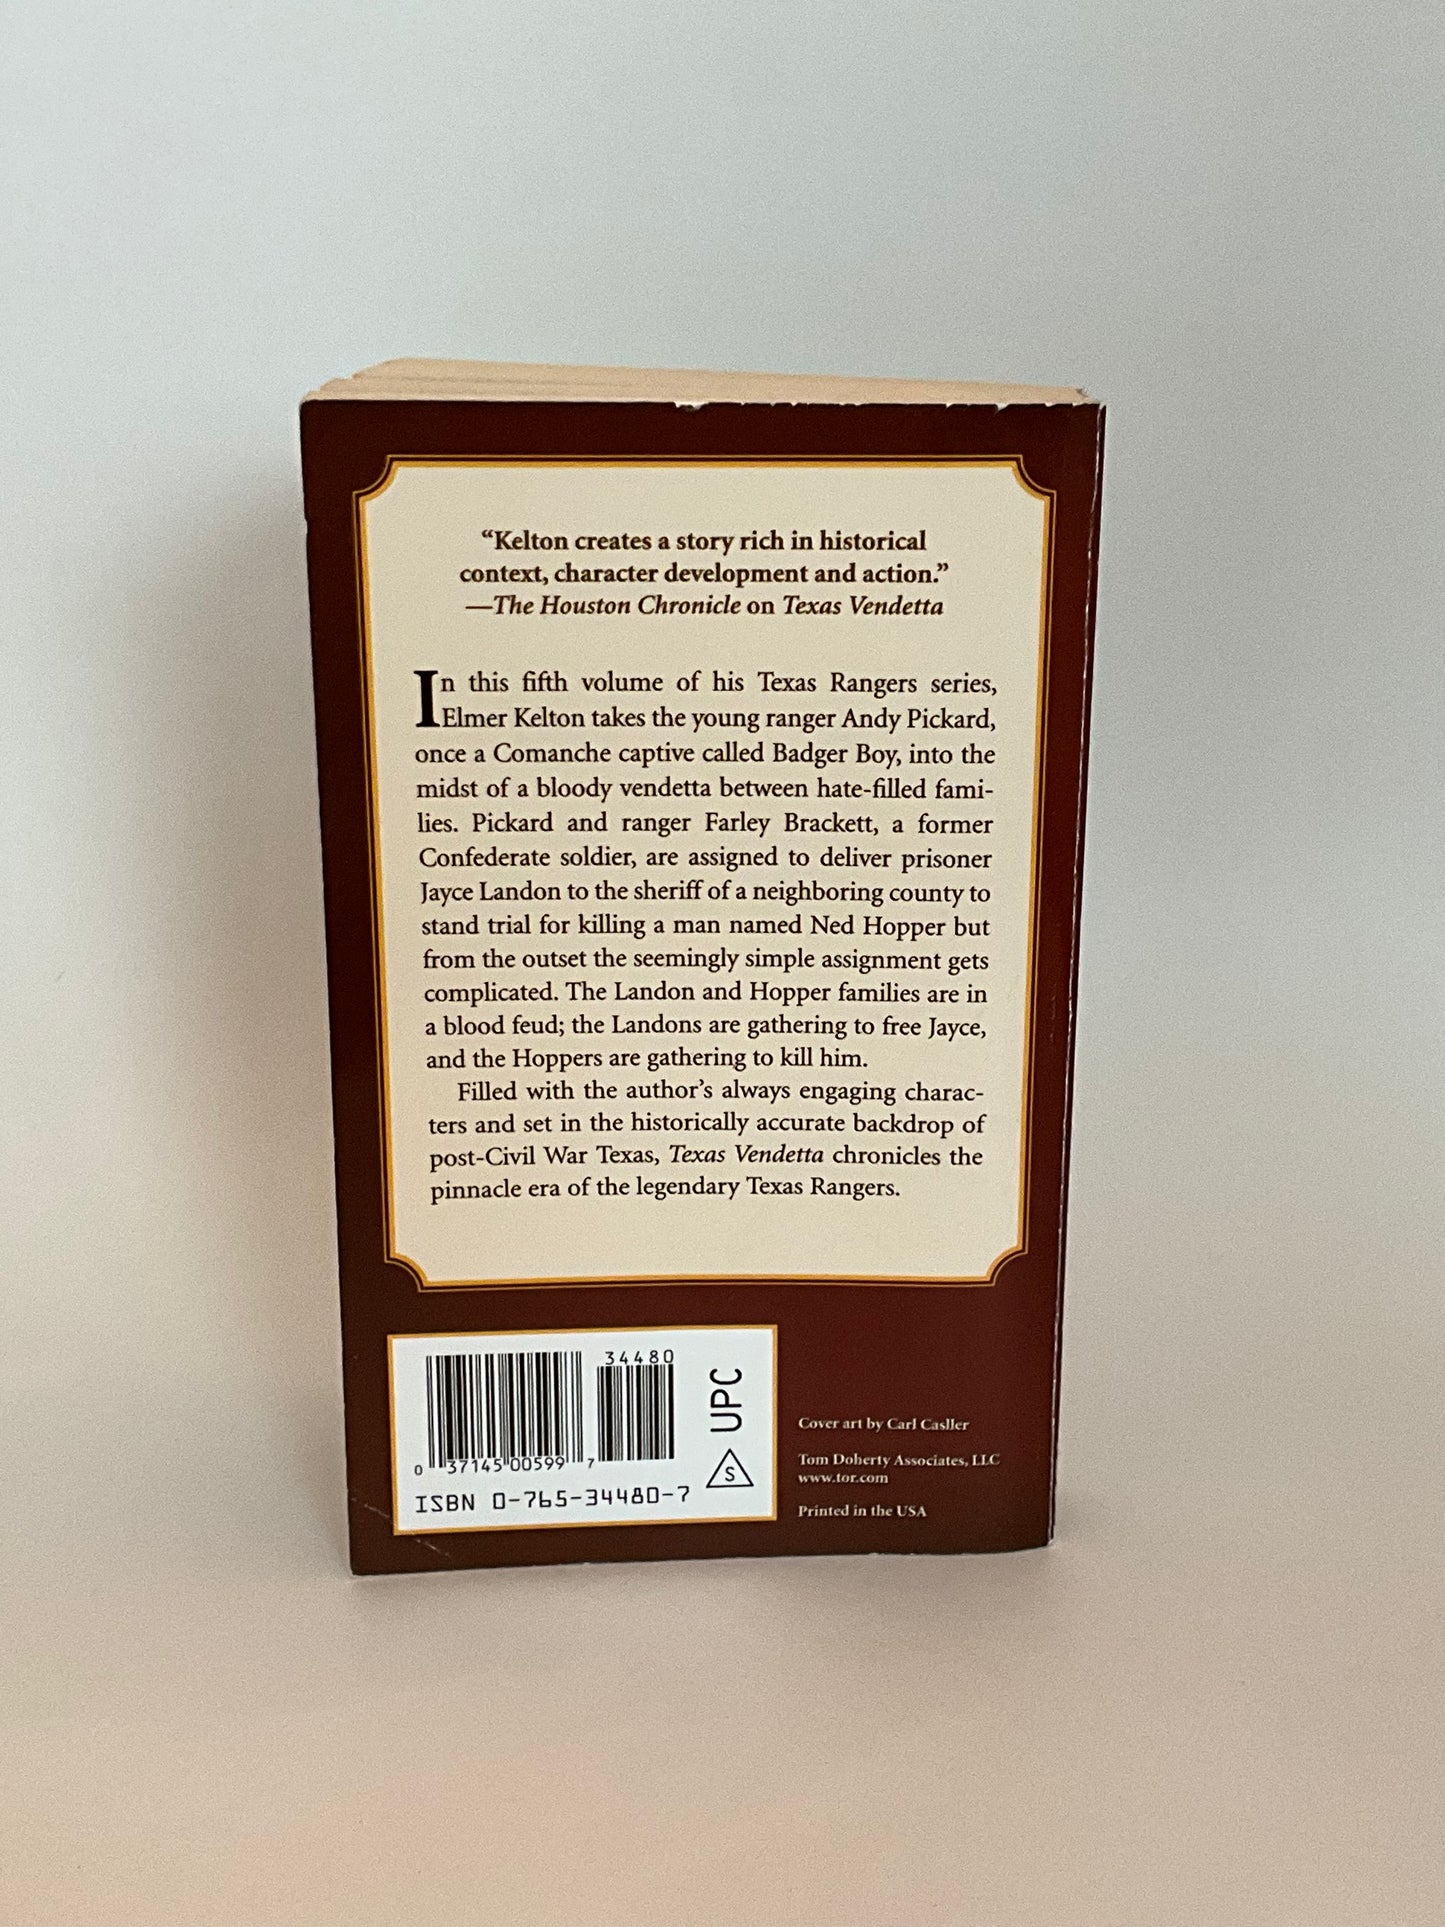 “Kelton creates a story rich in historical
context, character development and action.”
—The Houston Chronicle on Texas Vendetta
In this fifth volume of his Texas Rangers series,
Elmer Kelton takes the young ranger Andy Pickard,
once a Comanche captive called Badger Boy, into the
midst of a bloody vendetta between hate-filled fami-
lies. Pickard and ranger Farley Brackett, a former
Confederate soldier, are assigned to deliver prisoner
Jayce Landon to the sheriff of a neighboring county to
stand trial for killing a man named Ned Hopper but
from the outset the seemingly simple assignment gets
complicated. The Landon and Hopper families are in
a blood feud; the Landons are gathering to free Jayce,
and the Hoppers are gathering to kill him.
Filled with the author’s always engaging charac-
ters and set in the historically accurate backdrop of
post-Civil War Texas, Texas Vendetta chronicles the
pinnacle era of the legendary Texas Rangers.
34480
0 37145 00599 7
ISBN 0-765-34480-7
UPC
S
Cover art by Carl Casller
Tom Doherty Associates, LLC
www.tor.com
Printed in the USA